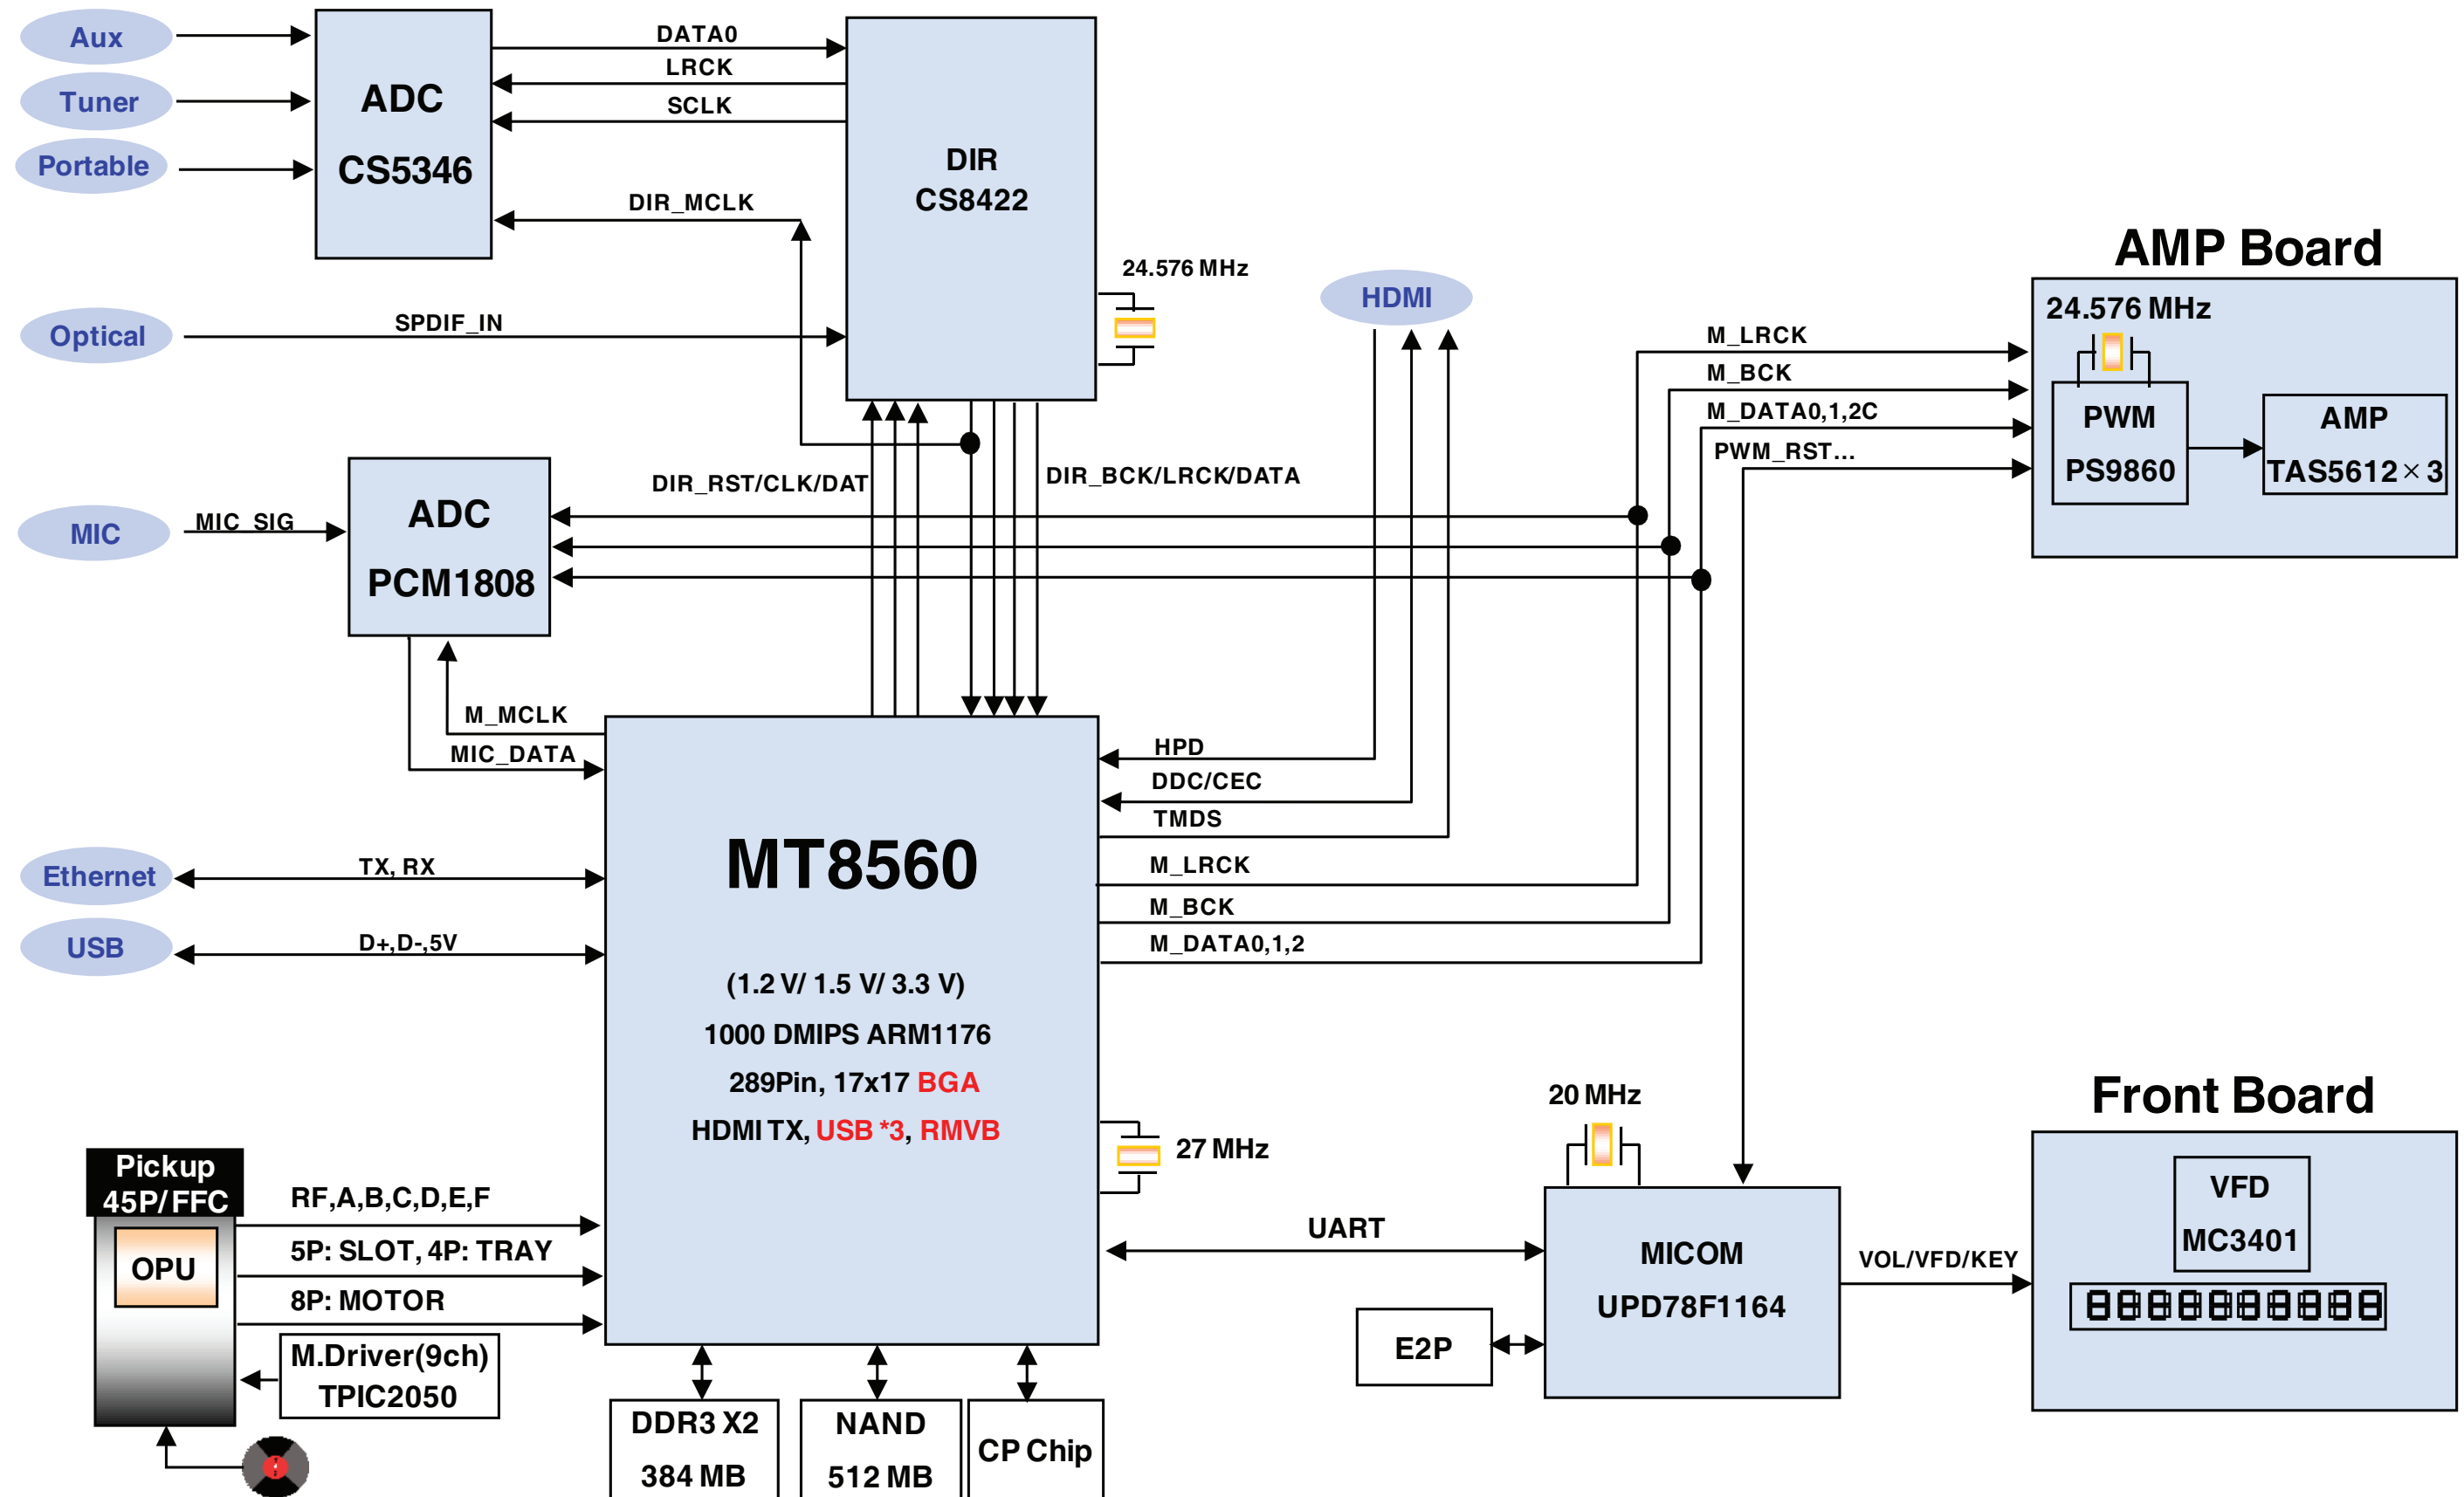 Aux
Tuner
Portable
ADC
CS5346
DATA0
LRCK
SCLK
DIR_MCLK
DIR
CS8422
24.576 MHz
Optical
SPDIF_IN
HDMI
AMP Board
24.576 MHz
PWM
PS9860
AMP
TAS5612×3
M_LRCK
M_BCK
M_DATA0,1,2C
PWM_RST...
DIR_RST/CLK/DAT
DIR_BCK/LRCK/DATA
MIC
MIC_SIG
ADC
PCM1808
M_MCLK
MIC_DATA
HPD
DDC/CEC
TMDS
M_LRCK
M_BCK
M_DATA0,1,2
Ethernet
TX, RX
USB
D+,D-,5V
MT8560
(1.2 V/ 1.5 V/ 3.3 V)
1000 DMIPS ARM1176
289Pin, 17x17 BGA
HDMI TX, USB *3, RMVB
27 MHz
20 MHz
Front Board
VFD
MC3401
Pickup
45P/FFC
OPU
RF,A,B,C,D,E,F
5P: SLOT, 4P: TRAY
8P: MOTOR
M.Driver(9ch)
TPIC2050
UART
MICOM
UPD78F1164
VOL/VFD/KEY
E2P
DDR3 X2
384 MB
NAND
512 MB
CP Chip